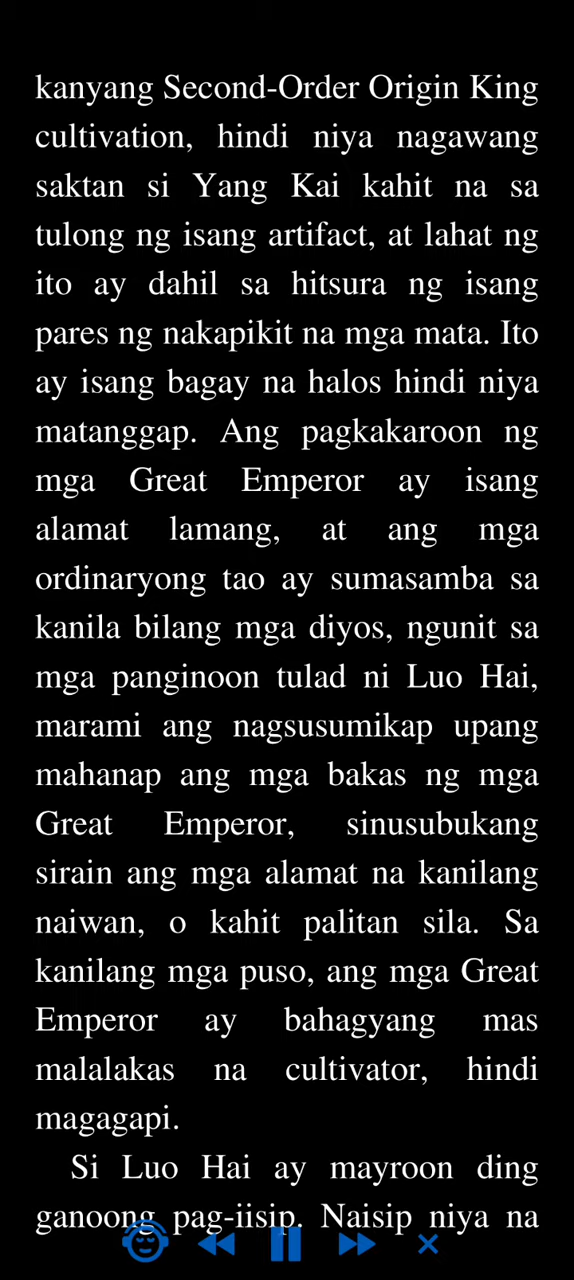 kanyang Second-Order Origin King
cultivation, hindi niya nagawang
saktan si Yang Kai kahit na sa
tulong ng isang artifact, at lahat ng
ito ay dahil sa hitsura ng isang
pares ng nakapikit na mga mata. Ito
ay isang bagay na halos hindi niya
matanggap. Ang pagkakaroon ng
mga Great Emperor ay isang
alamat lamang, at ang mga
ordinaryong tao ay sumasamba sa
kanila bilang mga diyos, ngunit sa
mga panginoon tulad ni Luo Hai,
marami ang nagsusumikap upang
mahanap ang mga bakas ng mga
Great Emperor, sinusubukang
sirain ang mga alamat na kanilang
naiwan, o kahit palitan sila. Sa
kanilang mga puso, ang mga Great
Emperor ay bahagyang mas
malalakas na cultivator, hindi
magagapi.
Si Luo Hai ay mayroon ding
ganoong pag-iisip. Naisip niya na